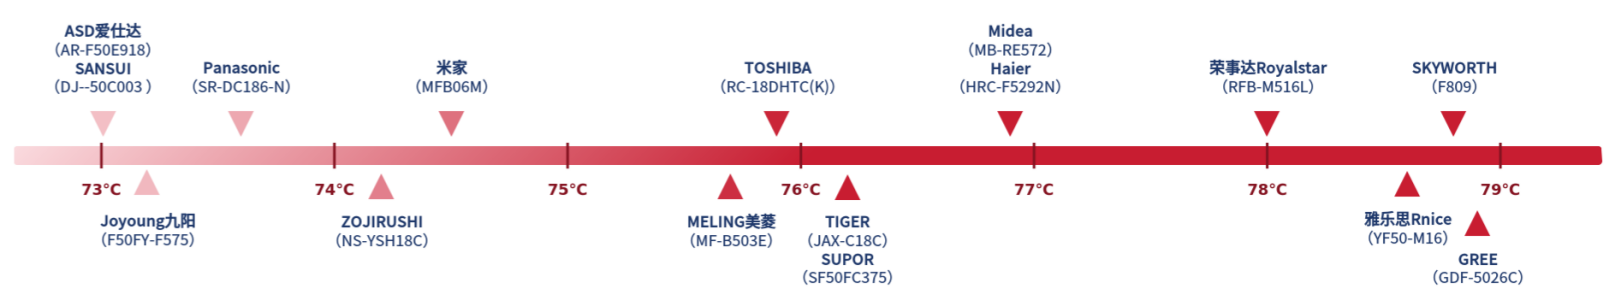 ASD爱仕达
（AR-F50E918）
SANSUI
（DJ--50C003 ）
Panasonic
（SR-DC186-N）
米家
（MFB06M）
TOSHIBA
（RC-18DHTC(K)）
Midea
（MB-RE572）
Haier
（HRC-F5292N）
荣事达Royalstar
（RFB-M516L）
SKYWORTH
（F809）
73°C
74°C
75°C
76°C
77°C
78°C
79°C
Joyoung九阳
（F50FY-F575）
ZOJIRUSHI
（NS-YSH18C）
MELING美菱
（MF-B503E）
TIGER
（JAX-C18C）
SUPOR
（SF50FC375）
雅乐思Rnice
（YF50-M16）
GREE
（GDF-5026C）